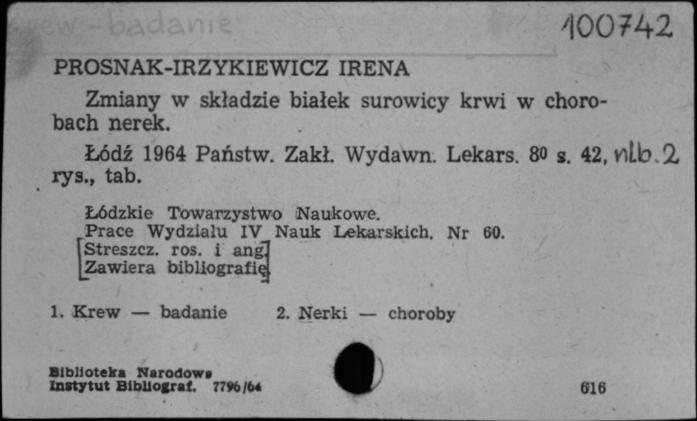 Krew - badanie
100742
PROSNAK-IRZYKIEWICZ IRENA
Zmiany w składzie białek surowicy krwi w choro-
bach nerek.
Łódź 1964 Państw. Zakł. Wydawn. Lekars. 8⁰ s. 42, nlb. 2
rys., tab.
Łódzkie Towarzystwo Naukowe.
Prace Wydziału IV Nauk Lekarskich. Nr 60.
[Streszcz. ros. i ang.]
[Zawiera bibliografię]
1. Krew — badanie 2. Nerki — choroby
Biblioteka Narodowa
Instytut Bibliograf. 7796/64
616